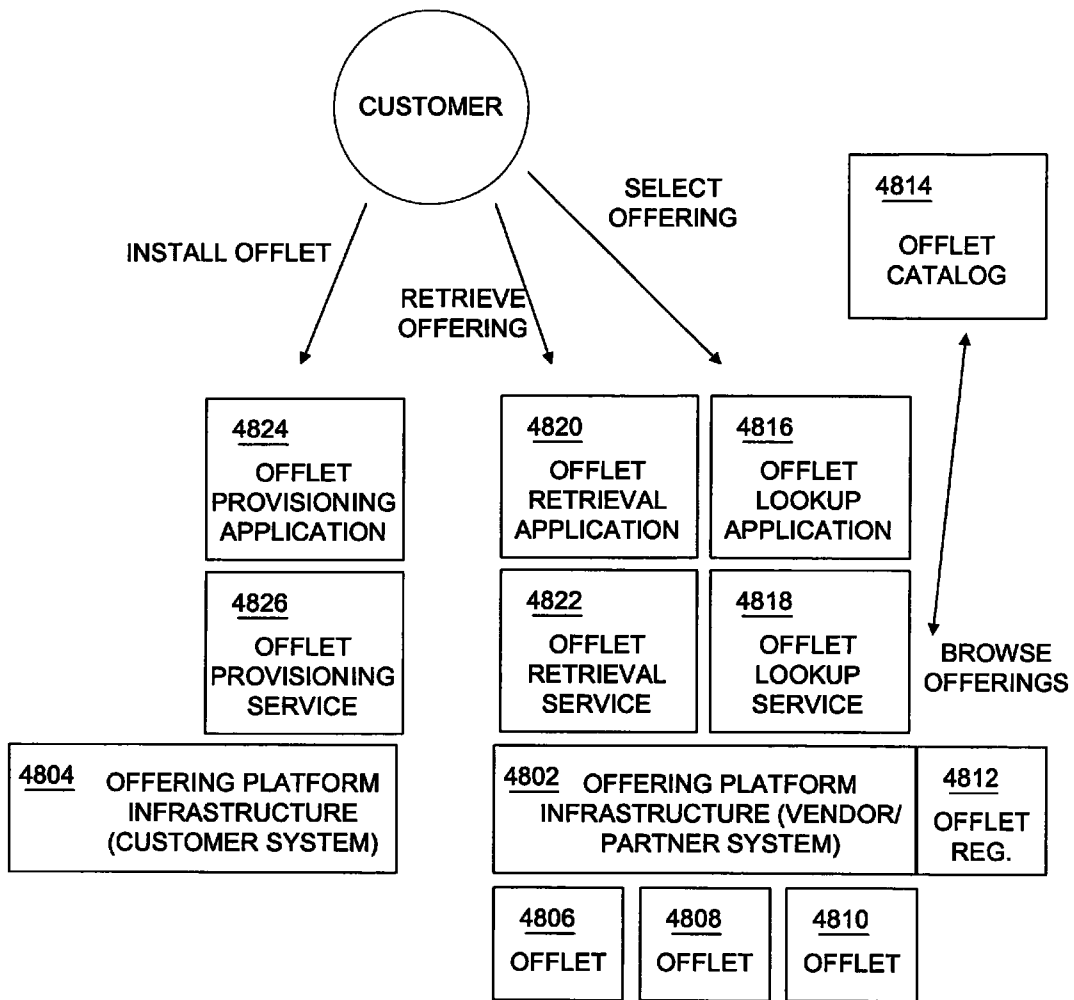 CUSTOMER
SELECT
OFFERING
4814
OFFLET
CATALOG
INSTALL OFFLET
RETRIEVE
OFFERING
4824
OFFLET
PROVISIONING
APPLICATION
4820
OFFLET
RETRIEVAL
APPLICATION
4816
OFFLET
LOOKUP
APPLICATION
4826
OFFLET
PROVISIONING
SERVICE
4822
OFFLET
RETRIEVAL
SERVICE
4818
OFFLET
LOOKUP
SERVICE
BROWSE
OFFERINGS
4804 OFFERING PLATFORM
INFRASTRUCTURE
(CUSTOMER SYSTEM)
4802 OFFERING PLATFORM
INFRASTRUCTURE (VENDOR/
PARTNER SYSTEM)
4812
OFFLET
REG.
4806
OFFLET
4808
OFFLET
4810
OFFLET